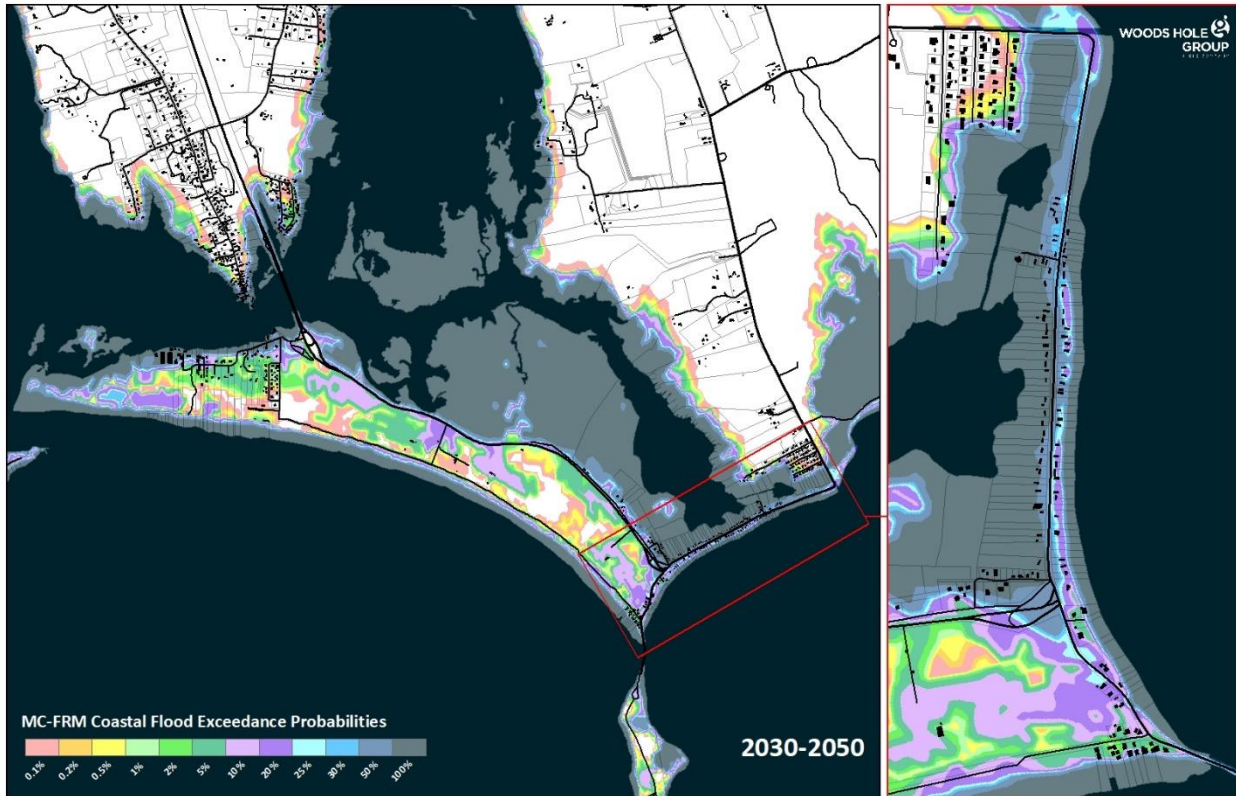 WOODS HOLE
GROUP
MC-FRM Coastal Flood Exceedance Probabilities
0.1% 0.2% 0.5% 1% 2% 5% 10% 20% 25% 30% 50% 100%
2030-2050